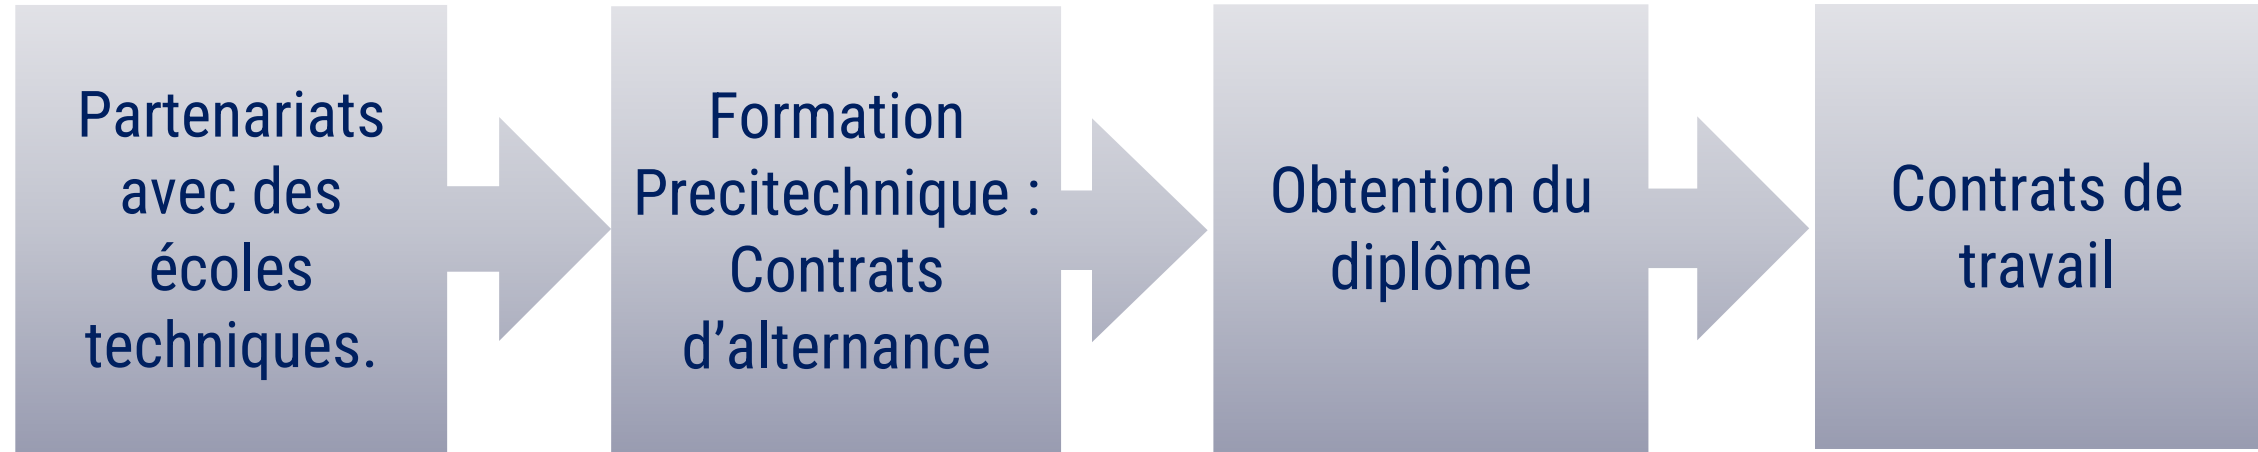 Partenariats
avec des
écoles
techniques.
Formation
Precitechnique :
Contrats
d’alternance
Obtention du
diplôme
Contrats de
travail